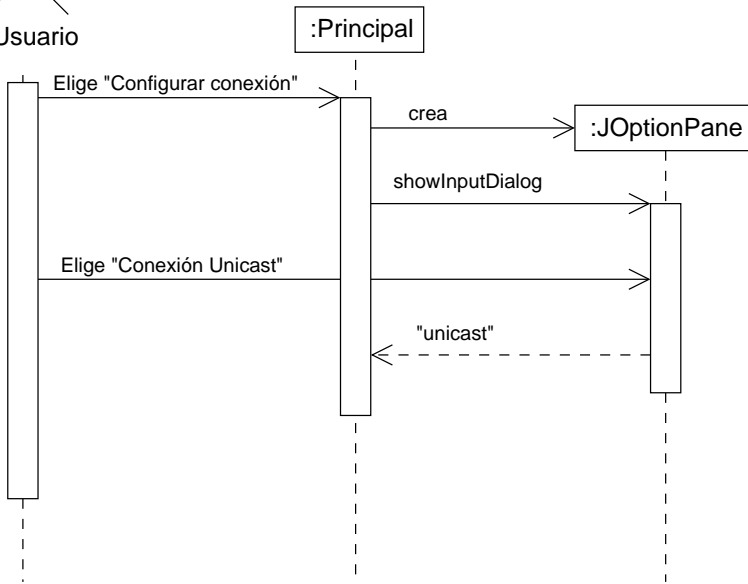 :Principal
Usuario
Elige "Configurar conexión"
crea
:JOptionPane
showInputDialog
Elige "Conexión Unicast"
"unicast"